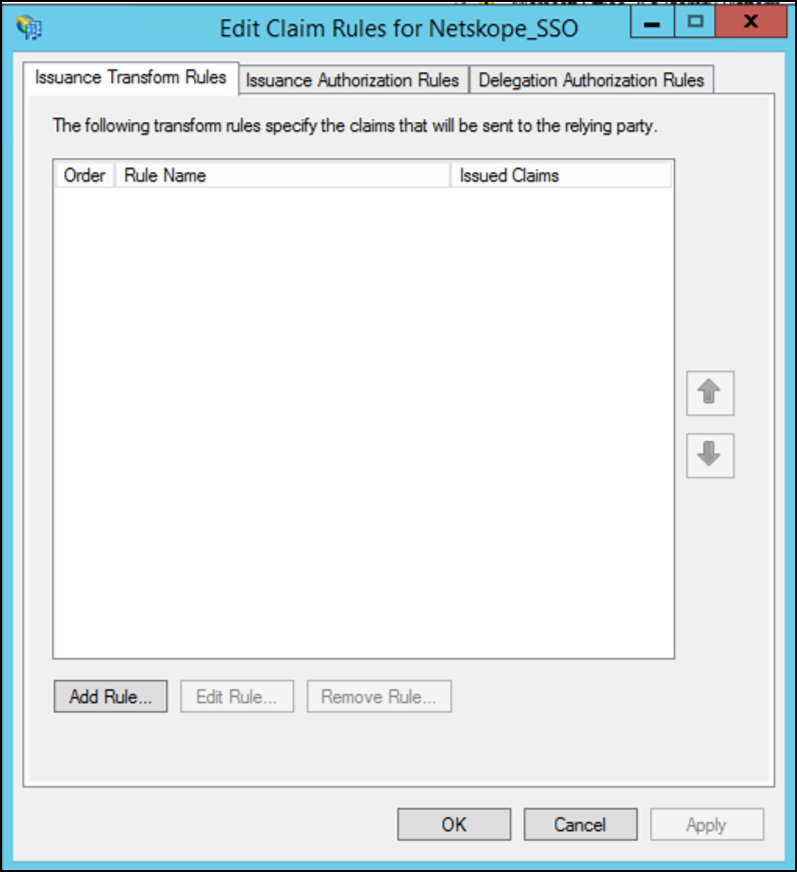 Edit Claim Rules for Netskope_SSO
Issuance Transform Rules Issuance Authorization Rules Delegation Authorization Rules
The following transform rules specify the claims that will be sent to the relying party.
Order Rule Name Issued Claims
Add Rule... Edit Rule... Remove Rule...
OK Cancel Apply